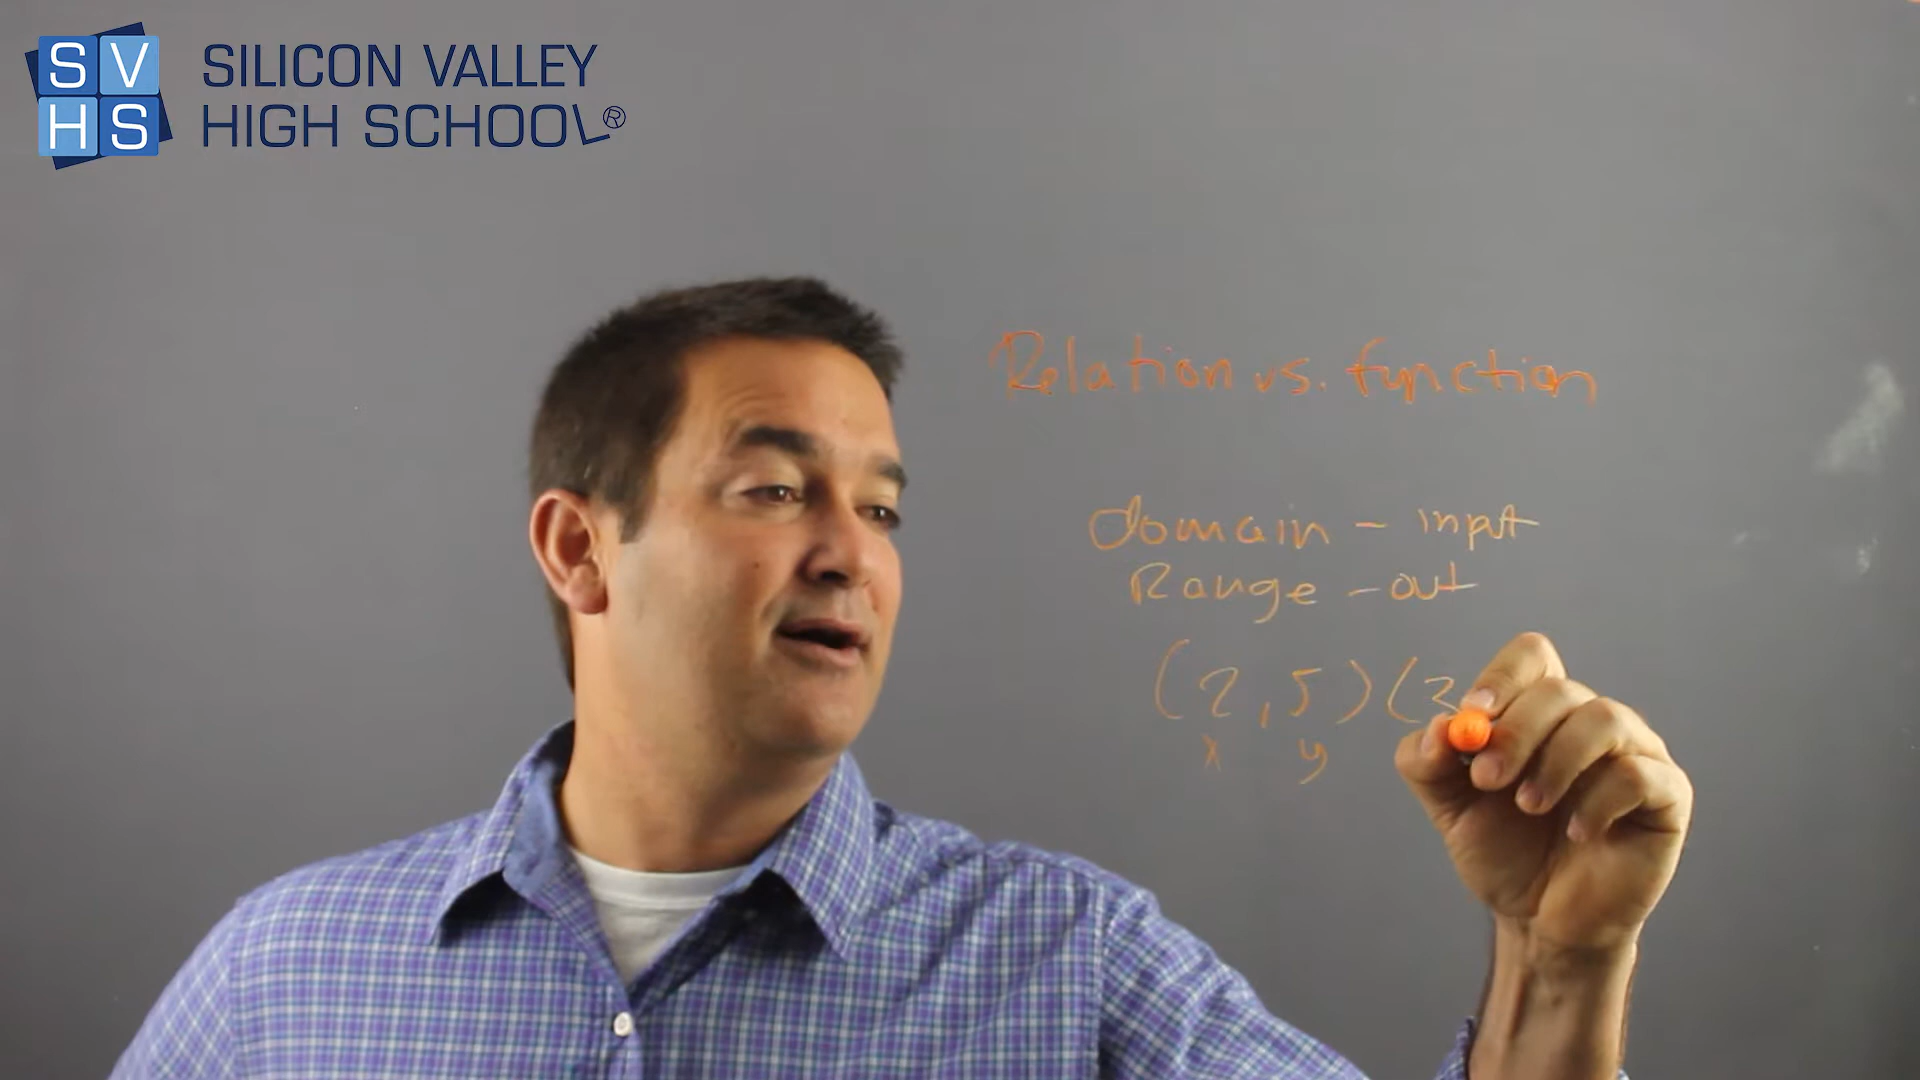 SV
HS
SILICON VALLEY
HIGH SCHOOL®
Relation vs. function
domain - input
Range - out
(2,5)(3
x y